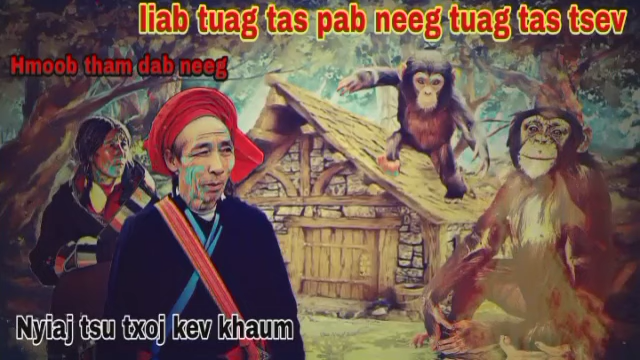 liab tuag tas pab neeg tuag tas tsev
Hmoob tham dab neeg
Nyiaj tsu txoj kev khaum